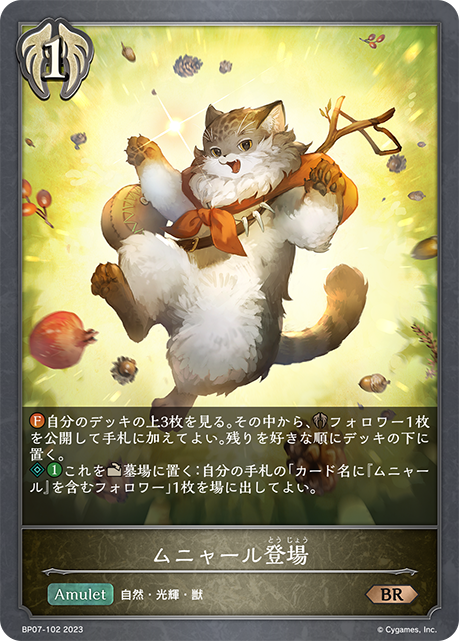 1
F自分のデッキの上3枚を見る。その中から、フォロワー1枚
を公開して手札に加えてよい。残りを好きな順にデッキの下に
置く。
1これを墓場に置く:自分の手札の「カード名に『ムニャー
ル』を含むフォロワー」1枚を場に出してよい。
とうじょう
ムニャール登場
Amulet 自然・光輝・獣 BR
BP07-102 2023 © Cygames, Inc.